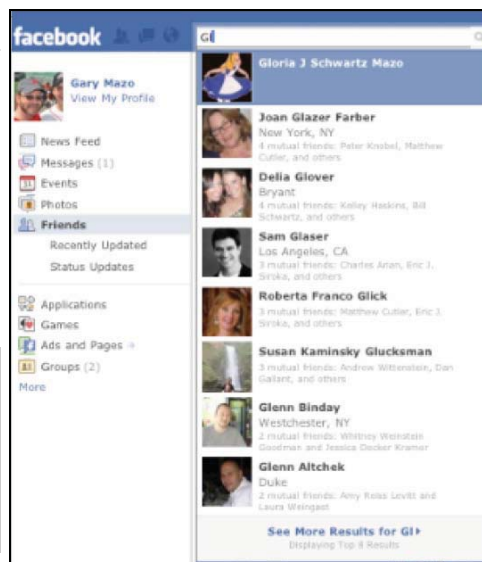 facebook
Gl
Gary Mazo
View My Profile
News Feed
Messages (1)
Events
Photos
Friends
Recently Updated
Status Updates
Applications
Games
Ads and Pages
Groups (2)
More
Gloria J Schwartz Mazo
Joan Glazer Farber
New York, NY
4 mutual friends: Peter Knobel, Matthew
Cutler, and others
Delia Glover
Bryant
4 mutual friends: Kelley Haskins, Bill
Schwartz, and others
Sam Glaser
Los Angeles, CA
3 mutual friends: Charles Arian, Eric J.
Siroka, and others
Roberta Franco Glick
3 mutual friends: Matthew Cutler, Eric J.
Siroka, and others
Susan Kaminsky Glucksman
3 mutual friends: Andrew Wittenstein, Dan
Gallant, and others
Glenn Binday
Westchester, NY
2 mutual friends: Whitney Weinstein
Goodman and Jessica Decker Kramer
Glenn Altchek
Duke
2 mutual friends: Amy Reiss Levitt and
Laura Weingast
See More Results for Gl
Displaying Top 8 Results